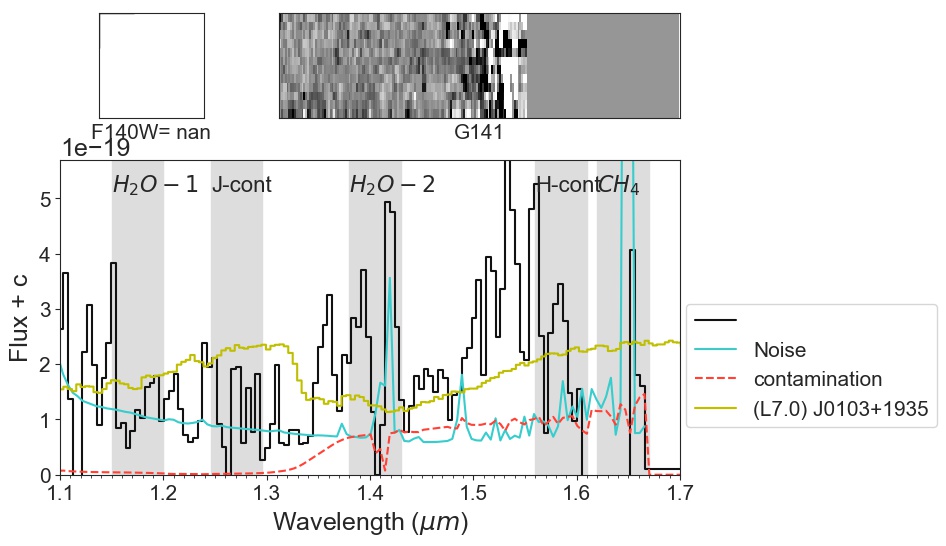 F140W= nan
G141
1e−19
H₂O − 1 J-cont H₂O − 2 H-cont CH₄
5
4
3
2
1
0
Flux + c
1.1 1.2 1.3 1.4 1.5 1.6 1.7
Wavelength (μm)
Noise
contamination
(L7.0) J0103+1935